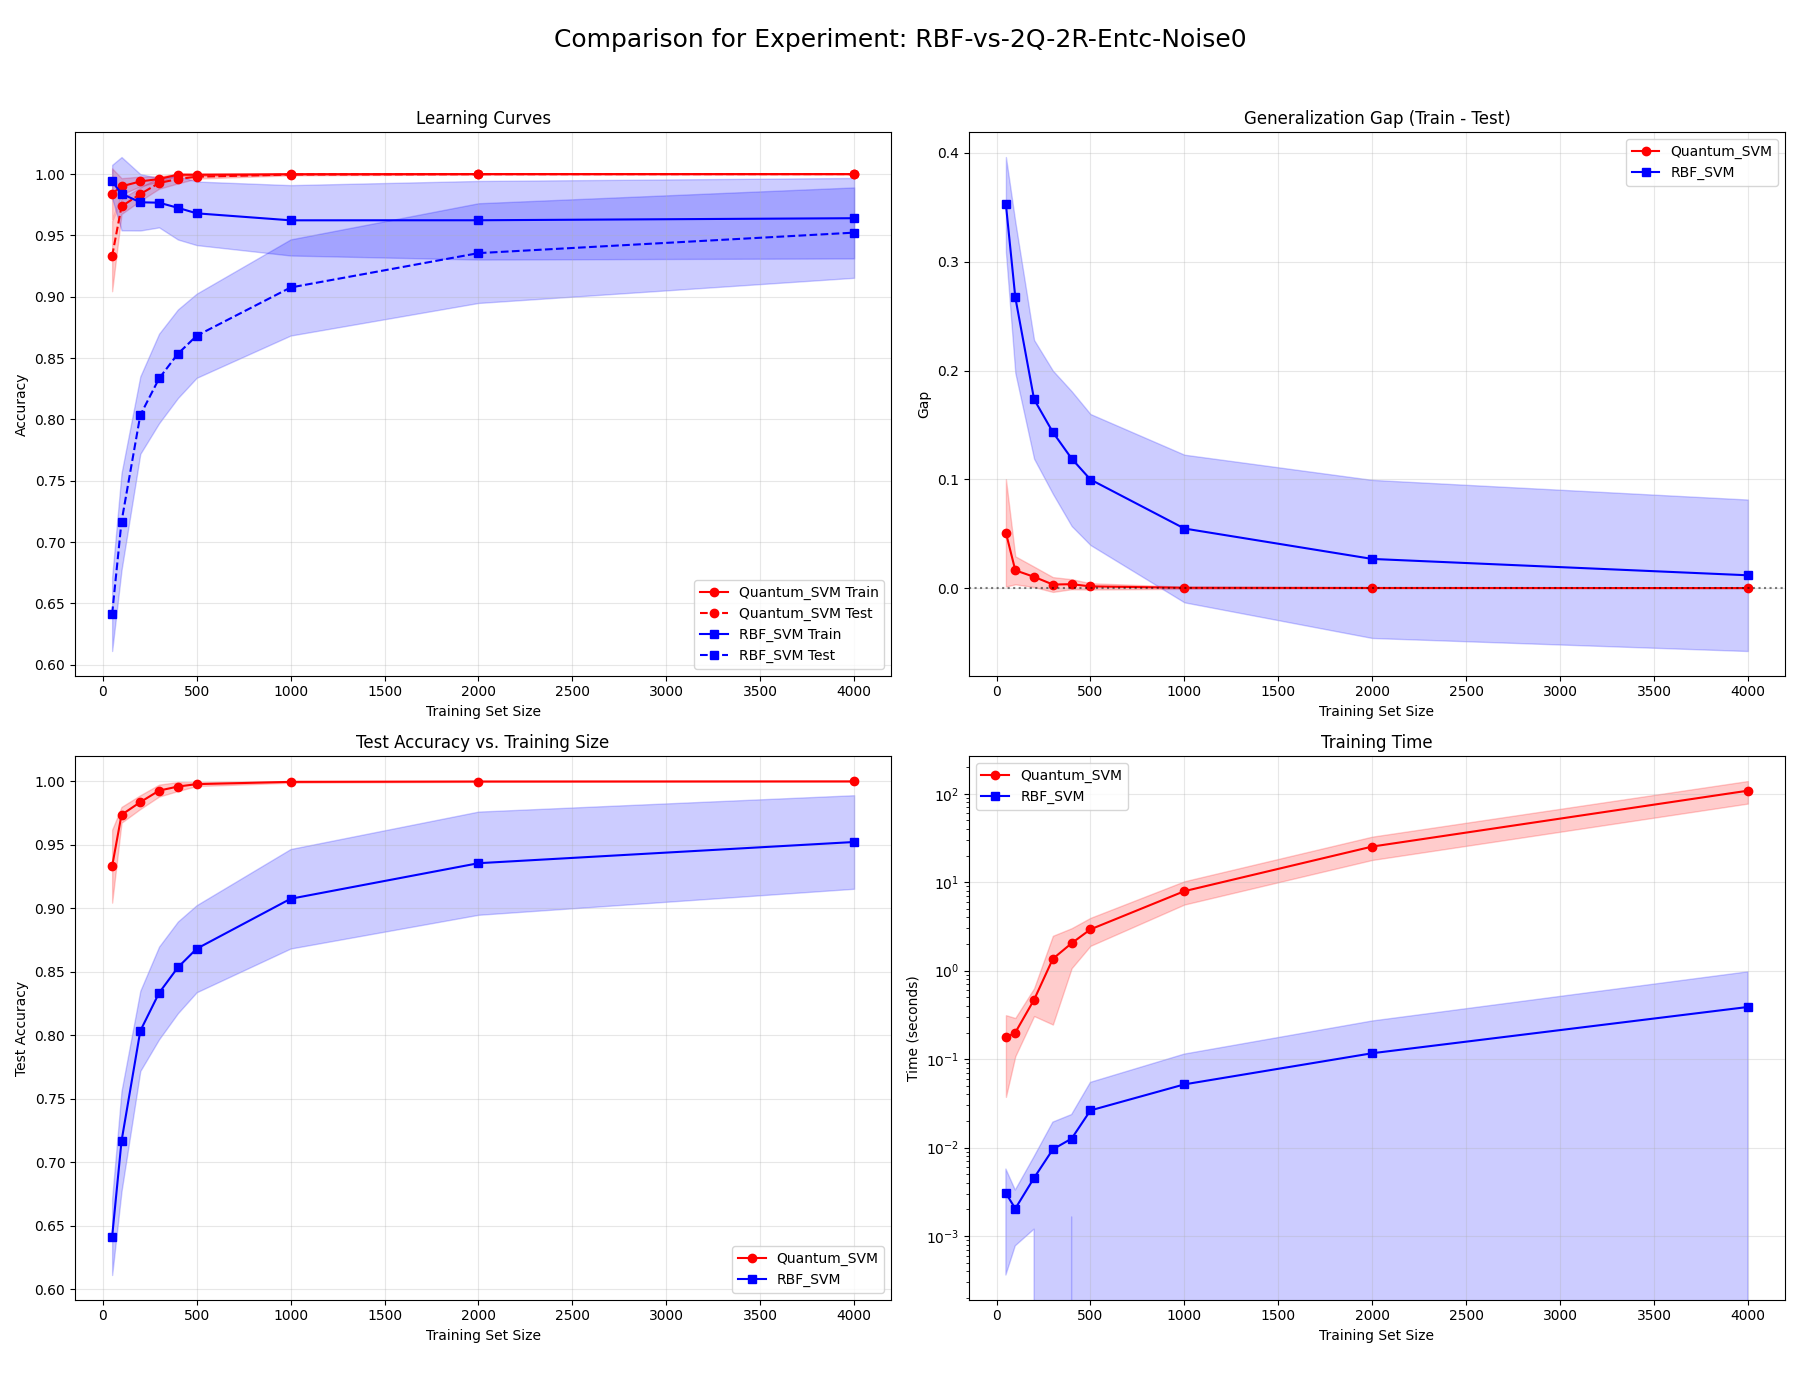 Comparison for Experiment: RBF-vs-2Q-2R-Entc-Noise0
Learning Curves
1.00
0.95
0.90
0.85
0.80
0.75
0.70
0.65
0.60
Accuracy
Quantum_SVM Train
Quantum_SVM Test
RBF_SVM Train
RBF_SVM Test
0 500 1000 1500 2000 2500 3000 3500 4000
Training Set Size
Generalization Gap (Train - Test)
0.4
0.3
0.2
0.1
0.0
Gap
Quantum_SVM
RBF_SVM
0 500 1000 1500 2000 2500 3000 3500 4000
Training Set Size
Test Accuracy vs. Training Size
1.00
0.95
0.90
0.85
0.80
0.75
0.70
0.65
0.60
Test Accuracy
Quantum_SVM
RBF_SVM
0 500 1000 1500 2000 2500 3000 3500 4000
Training Set Size
Training Time
Quantum_SVM
RBF_SVM
10²
10¹
10⁰
10⁻¹
10⁻²
10⁻³
Time (seconds)
0 500 1000 1500 2000 2500 3000 3500 4000
Training Set Size